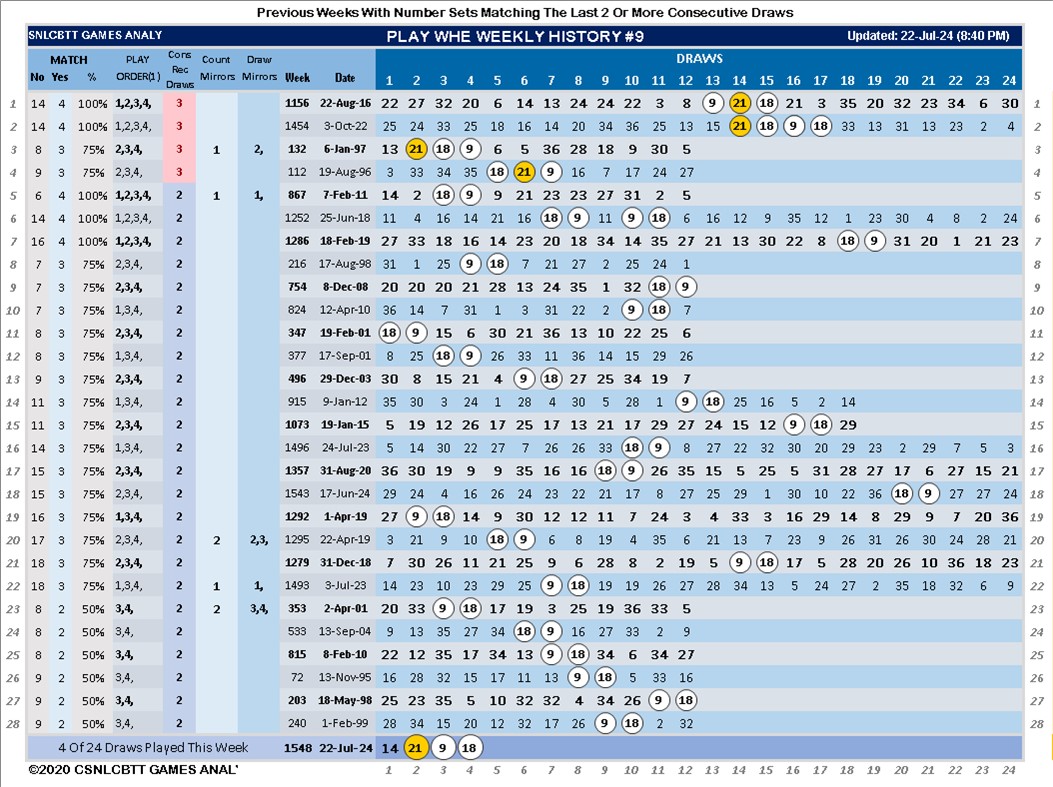 Previous Weeks With Number Sets Matching The Last 2 Or More Consecutive Draws
SNLCBTT GAMES ANALY PLAY WHE WEEKLY HISTORY #9 Updated: 22-Jul-24 (8:40 PM)
MATCH PLAY Cons Count Draw DRAWS
No Yes % ORDER(1) Rec Draws Mirrors Mirrors Week Date 1 2 3 4 5 6 7 8 9 10 11 12 13 14 15 16 17 18 19 20 21 22 23 24
1 14 4 100% 1,2,3,4, 3 1156 22-Aug-16 22 27 32 20 6 14 13 24 24 22 3 8 9 21 18 21 3 35 20 32 23 34 6 30 1
2 14 4 100% 1,2,3,4, 3 1454 3-Oct-22 25 24 33 25 18 16 14 20 34 36 25 13 15 21 18 9 18 33 13 31 13 23 2 4 2
3 8 3 75% 2,3,4, 3 1 2, 132 6-Jan-97 13 21 18 9 6 5 36 28 18 9 30 5 3
4 9 3 75% 2,3,4, 3 112 19-Aug-96 3 33 34 35 18 21 9 16 7 17 24 27 4
5 6 4 100% 1,2,3,4, 2 1 1, 867 7-Feb-11 14 2 18 9 9 21 23 23 27 31 2 5 5
6 14 4 100% 1,2,3,4, 2 1252 25-Jun-18 11 4 16 14 21 16 18 9 11 9 18 6 16 12 9 35 12 1 23 30 4 8 2 24 6
7 16 4 100% 1,2,3,4, 2 1286 18-Feb-19 27 33 18 16 14 23 20 18 34 14 35 27 21 13 30 22 8 18 9 31 20 1 21 23 7
8 7 3 75% 2,3,4, 2 216 17-Aug-98 31 1 25 9 18 7 21 27 2 25 24 1 8
9 7 3 75% 2,3,4, 2 754 8-Dec-08 20 20 20 21 28 13 24 35 1 32 18 9 9
10 7 3 75% 1,3,4, 2 824 12-Apr-10 36 14 7 31 1 3 31 22 2 9 18 7 10
11 8 3 75% 2,3,4, 2 347 19-Feb-01 18 9 15 6 30 21 36 13 10 22 25 6 11
12 8 3 75% 1,3,4, 2 377 17-Sep-01 8 25 18 9 26 33 11 36 14 15 29 26 12
13 9 3 75% 2,3,4, 2 496 29-Dec-03 30 8 15 21 4 9 18 27 25 34 19 7 13
14 11 3 75% 1,3,4, 2 915 9-Jan-12 35 30 3 24 1 28 4 30 5 28 1 9 18 25 16 5 2 14 14
15 11 3 75% 2,3,4, 2 1073 19-Jan-15 5 19 12 26 17 25 17 13 21 17 29 27 24 15 12 9 18 29 15
16 14 3 75% 1,3,4, 2 1496 24-Jul-23 5 14 30 22 27 7 26 26 33 18 9 8 27 22 32 30 20 29 23 2 29 7 5 3 16
17 15 3 75% 2,3,4, 2 1357 31-Aug-20 36 30 19 9 9 35 16 16 18 9 26 35 15 5 25 5 31 28 27 17 6 27 15 21 17
18 15 3 75% 2,3,4, 2 1543 17-Jun-24 29 24 4 16 26 24 23 22 21 17 8 27 25 29 1 30 10 22 36 18 9 27 27 24 18
19 16 3 75% 1,3,4, 2 1292 1-Apr-19 27 9 18 14 9 30 12 12 11 7 24 3 4 33 3 16 29 14 8 29 9 7 20 36 19
20 17 3 75% 2,3,4, 2 2 2,3, 1295 22-Apr-19 3 21 9 10 18 9 6 8 19 4 35 6 21 13 7 23 9 26 31 26 30 24 28 21 20
21 18 3 75% 2,3,4, 2 1279 31-Dec-18 7 30 26 11 21 25 9 6 28 8 2 19 5 9 18 17 5 28 20 26 10 36 18 23 21
22 18 3 75% 1,3,4, 2 1 1, 1493 3-Jul-23 14 23 10 23 29 25 9 18 19 19 26 27 28 34 13 5 24 27 2 35 18 32 6 9 22
23 8 2 50% 3,4, 2 2 3,4, 353 2-Apr-01 20 33 9 18 17 19 3 25 19 36 33 5 23
24 8 2 50% 3,4, 2 533 13-Sep-04 9 13 35 27 34 18 9 16 27 33 2 9 24
25 8 2 50% 3,4, 2 815 8-Feb-10 22 12 35 17 34 13 9 18 34 6 34 27 25
26 9 2 50% 3,4, 2 72 13-Nov-95 16 28 32 15 17 11 13 9 18 5 33 16 26
27 9 2 50% 3,4, 2 203 18-May-98 25 23 35 5 10 32 32 4 34 26 9 18 27
28 9 2 50% 3,4, 2 240 1-Feb-99 28 34 15 20 12 32 17 26 9 18 2 32 28
4 Of 24 Draws Played This Week 1548 22-Jul-24 14 21 9 18
©2020 CSNLCBTT GAMES ANAL' 1 2 3 4 5 6 7 8 9 10 11 12 13 14 15 16 17 18 19 20 21 22 23 24